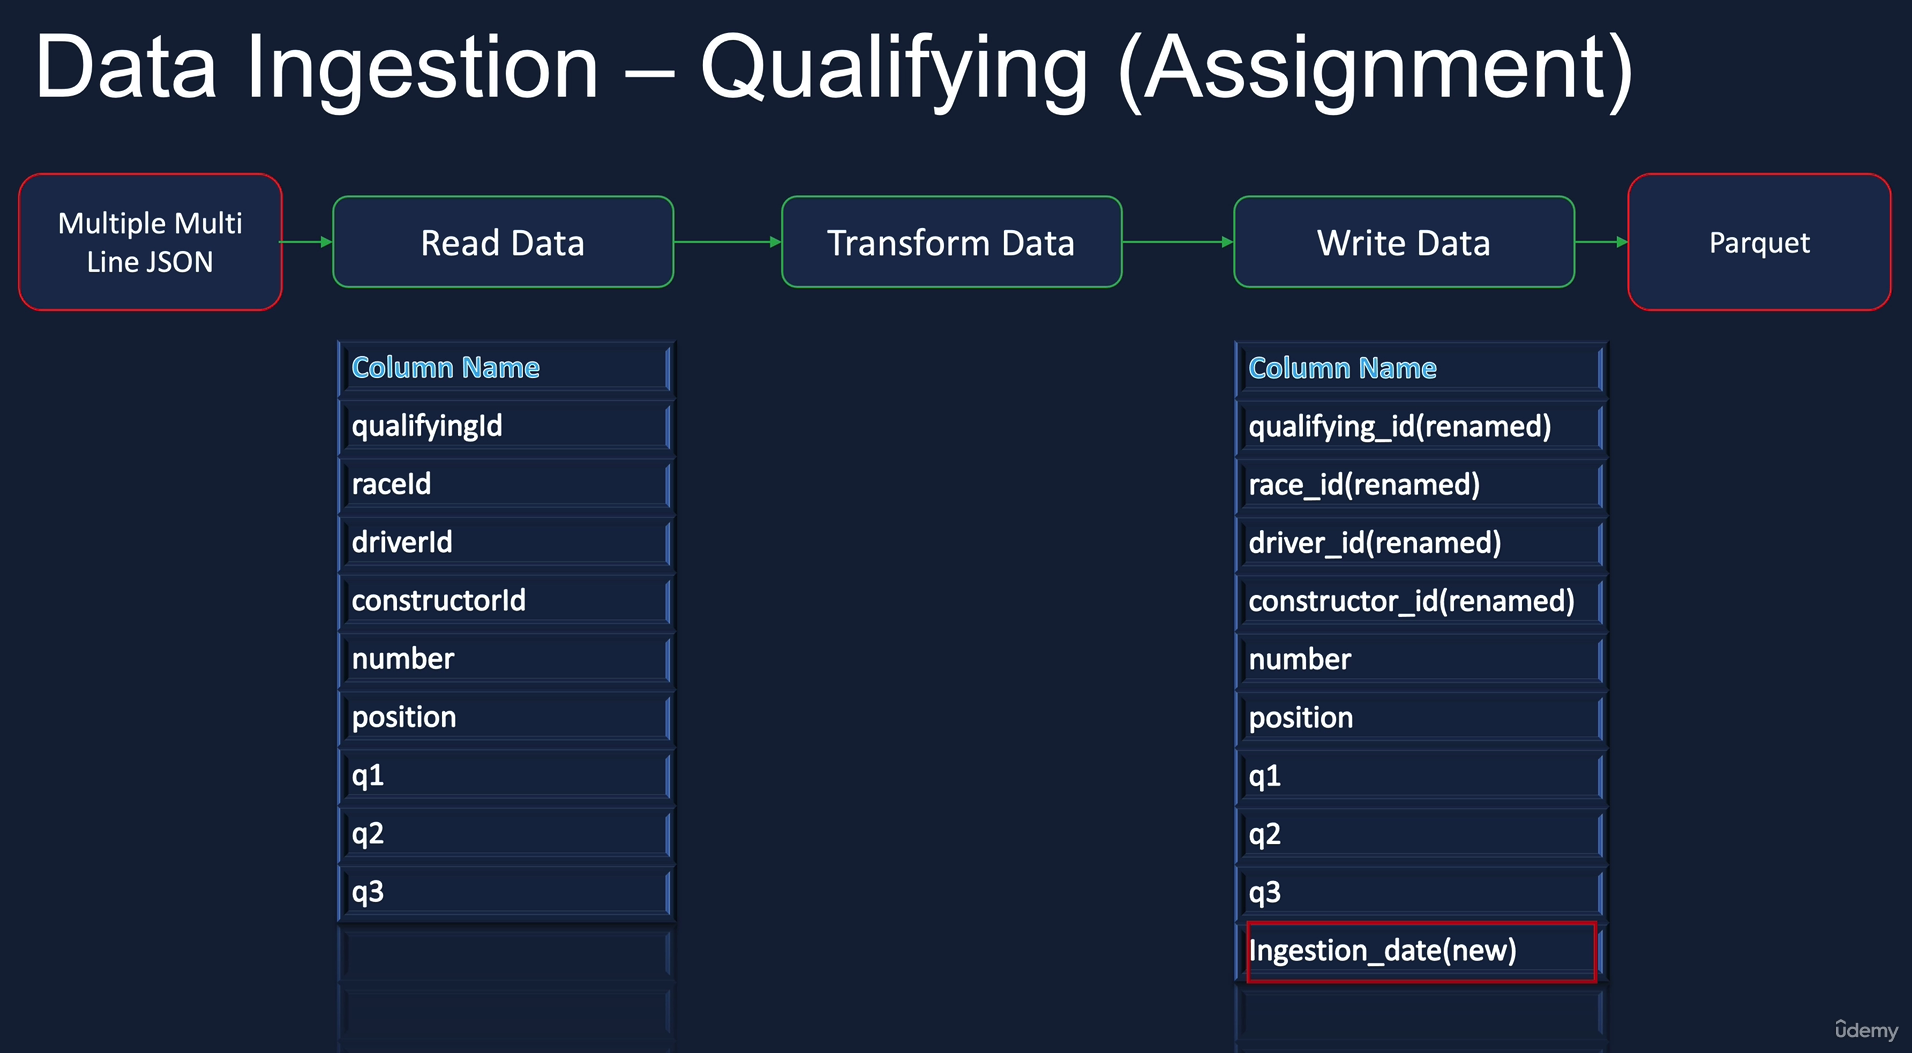 Data Ingestion – Qualifying (Assignment)
Multiple Multi
Line JSON
Read Data
Transform Data
Write Data
Parquet
Column Name
qualifyingId
raceId
driverId
constructorId
number
position
q1
q2
q3
Column Name
qualifying_id(renamed)
race_id(renamed)
driver_id(renamed)
constructor_id(renamed)
number
position
q1
q2
q3
Ingestion_date(new)
ûdemy